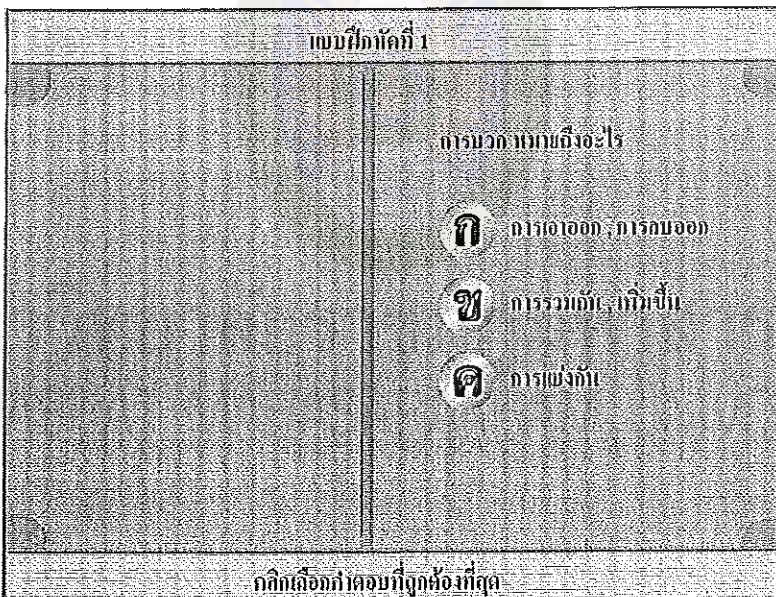 แบบฝึกหัดที่ 1
การบวก หมายถึงอะไร
ก การเอาออก , การลบออก
ข การรวมกัน , เพิ่มขึ้น
ค การแบ่งกัน
คลิกเลือกคำตอบที่ถูกต้องที่สุด